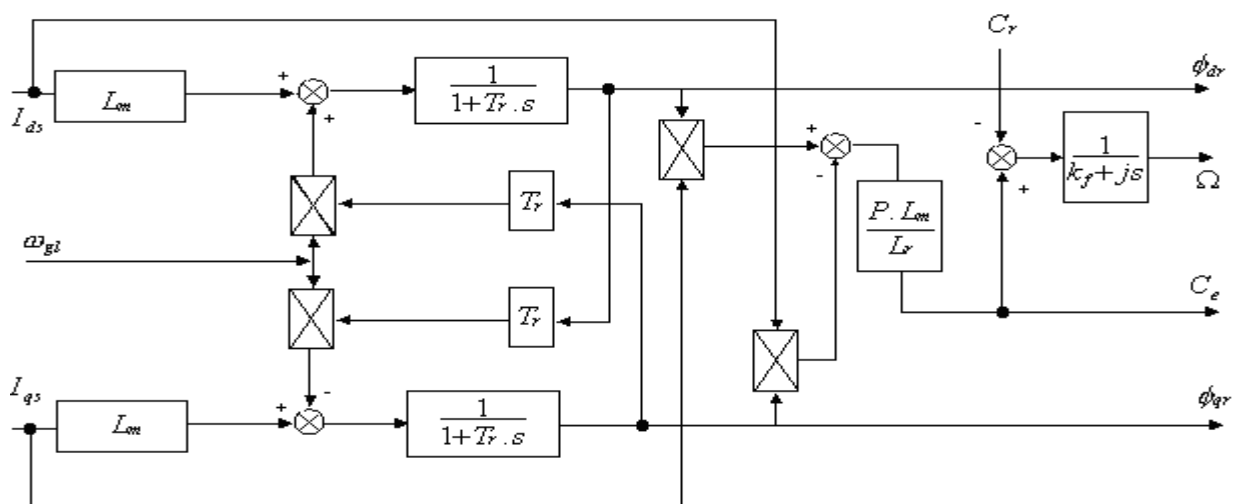 C_r
I_ds
L_m
+
+
1
1+T_r.s
ϕ_dr
+
-
-
+
1
k_f+js
Ω
T_r
ω_gl
P.L_m
L_r
T_r
C_e
I_qs
L_m
+
-
1
1+T_r.s
ϕ_qr